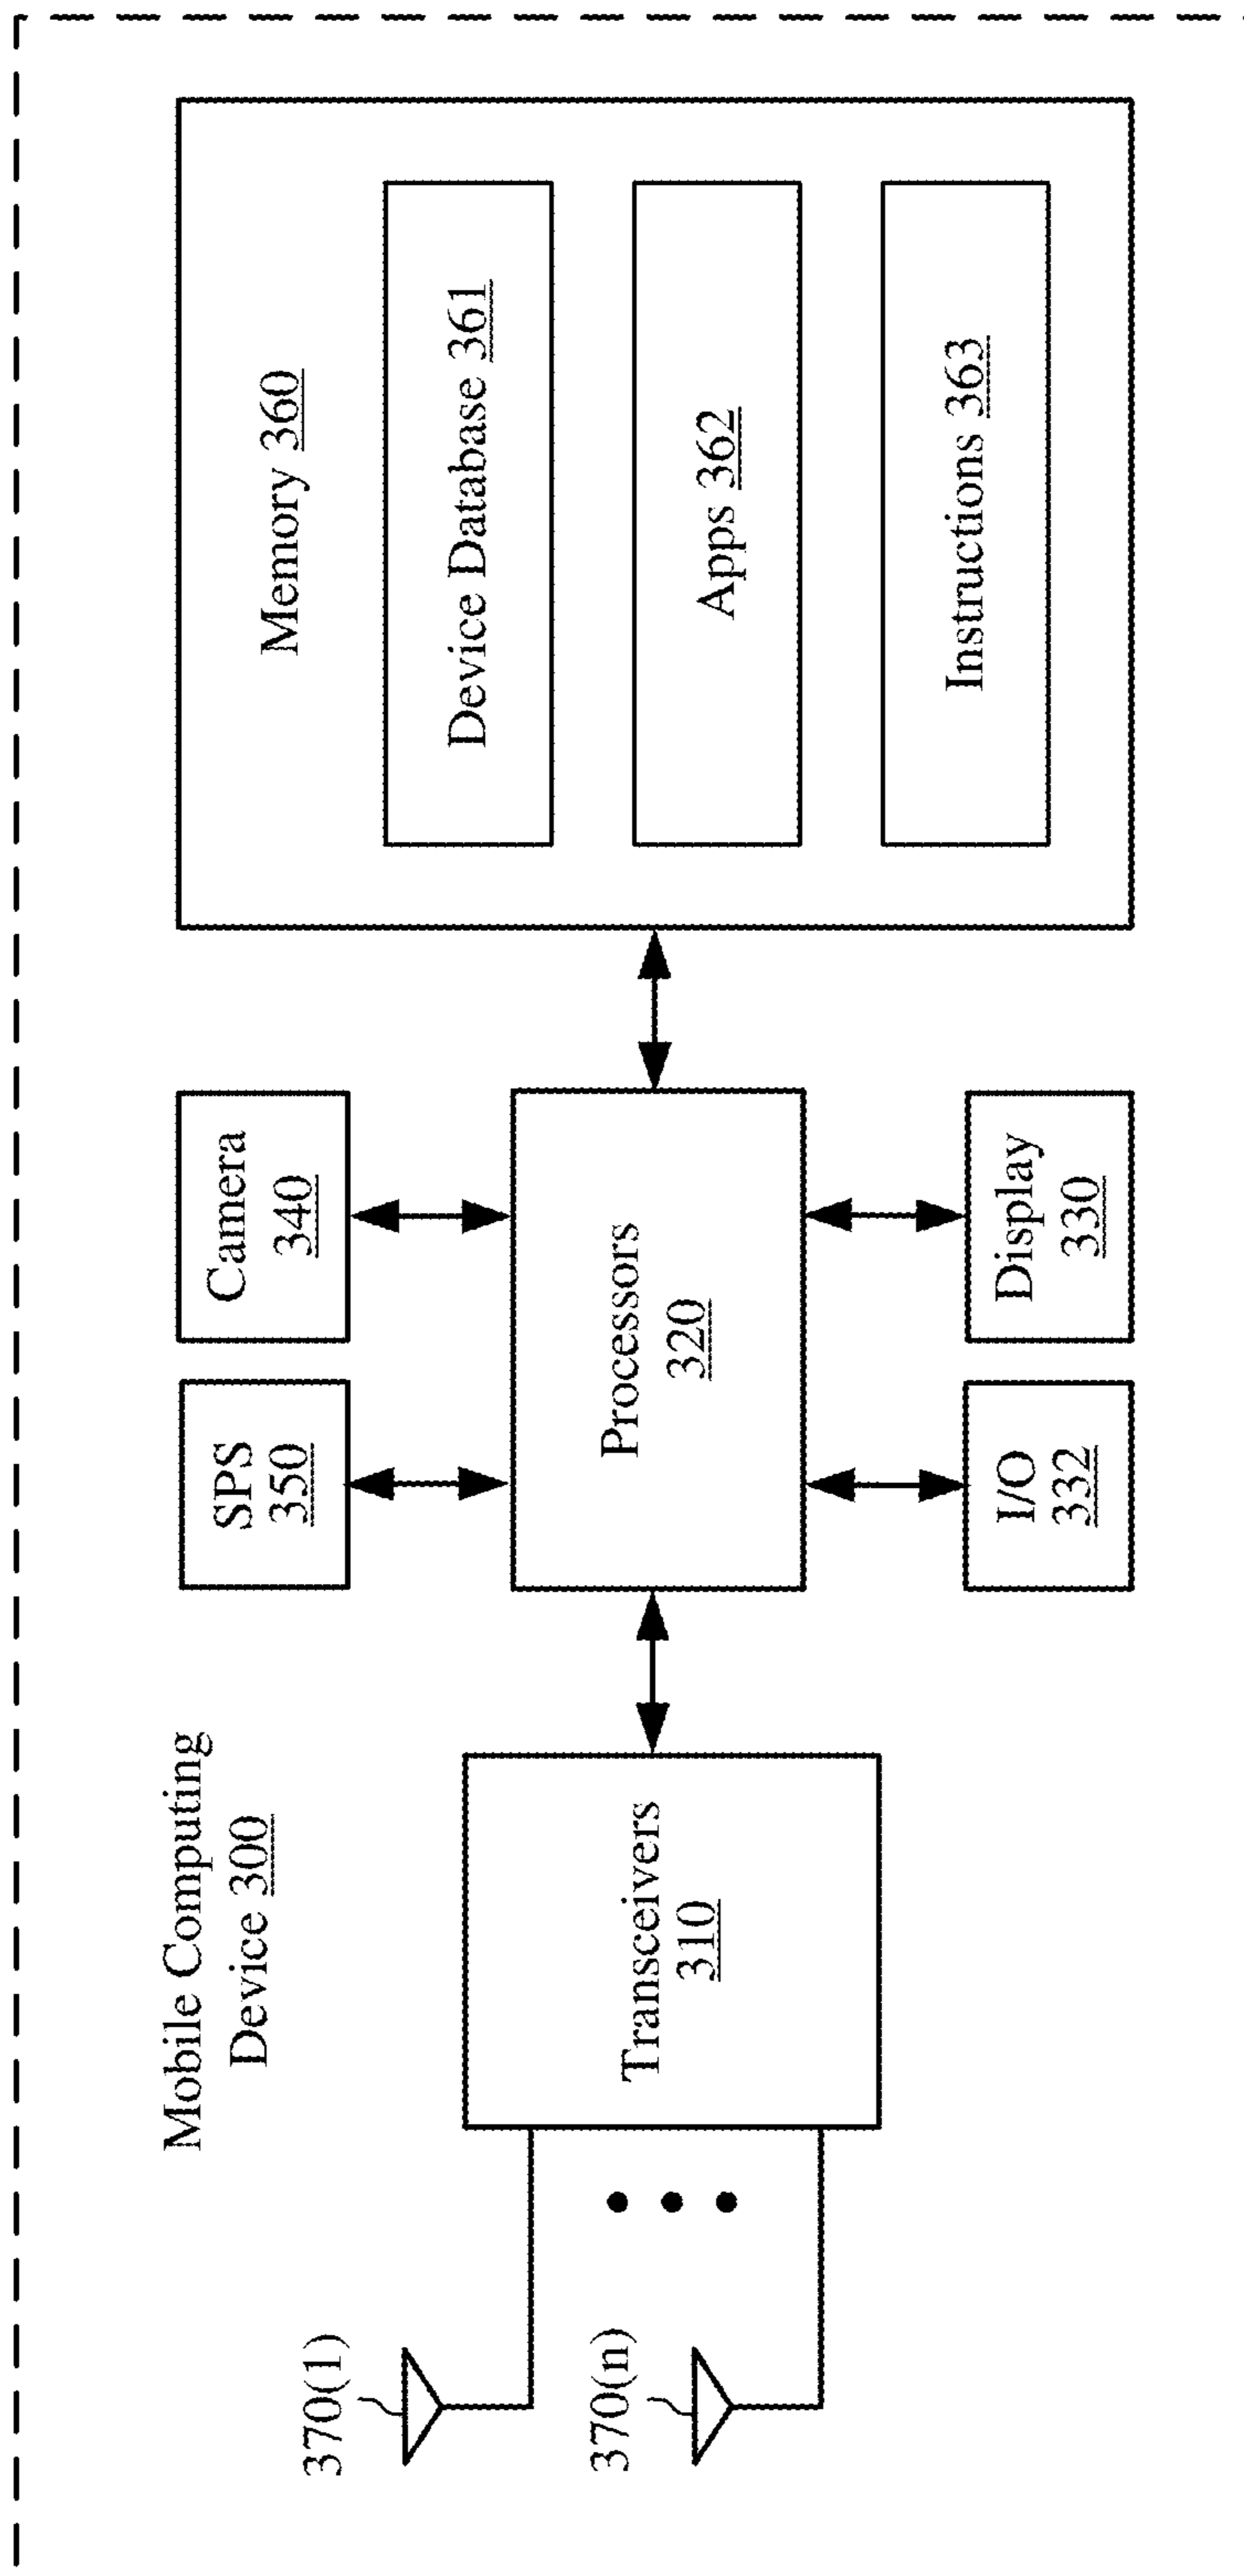 Mobile Computing
Device 300
370(1)
370(n)
Transceivers
310
SPS
350
Camera
340
Processors
320
I/O
332
Display
330
Memory 360
Device Database 361
Apps 362
Instructions 363